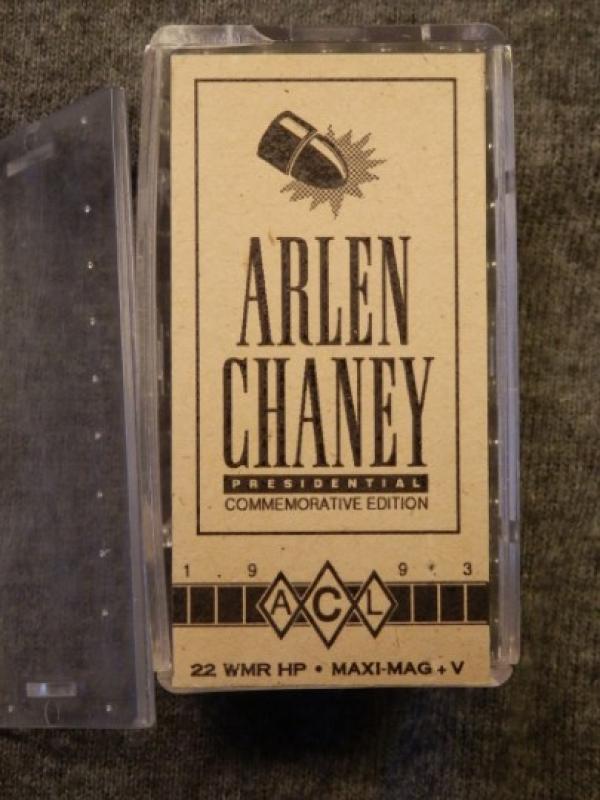 ARLEN
CHANEY
PRESIDENTIAL
COMMEMORATIVE EDITION
1 9 9 3
A C L
22 WMR HP • MAXI-MAG + V